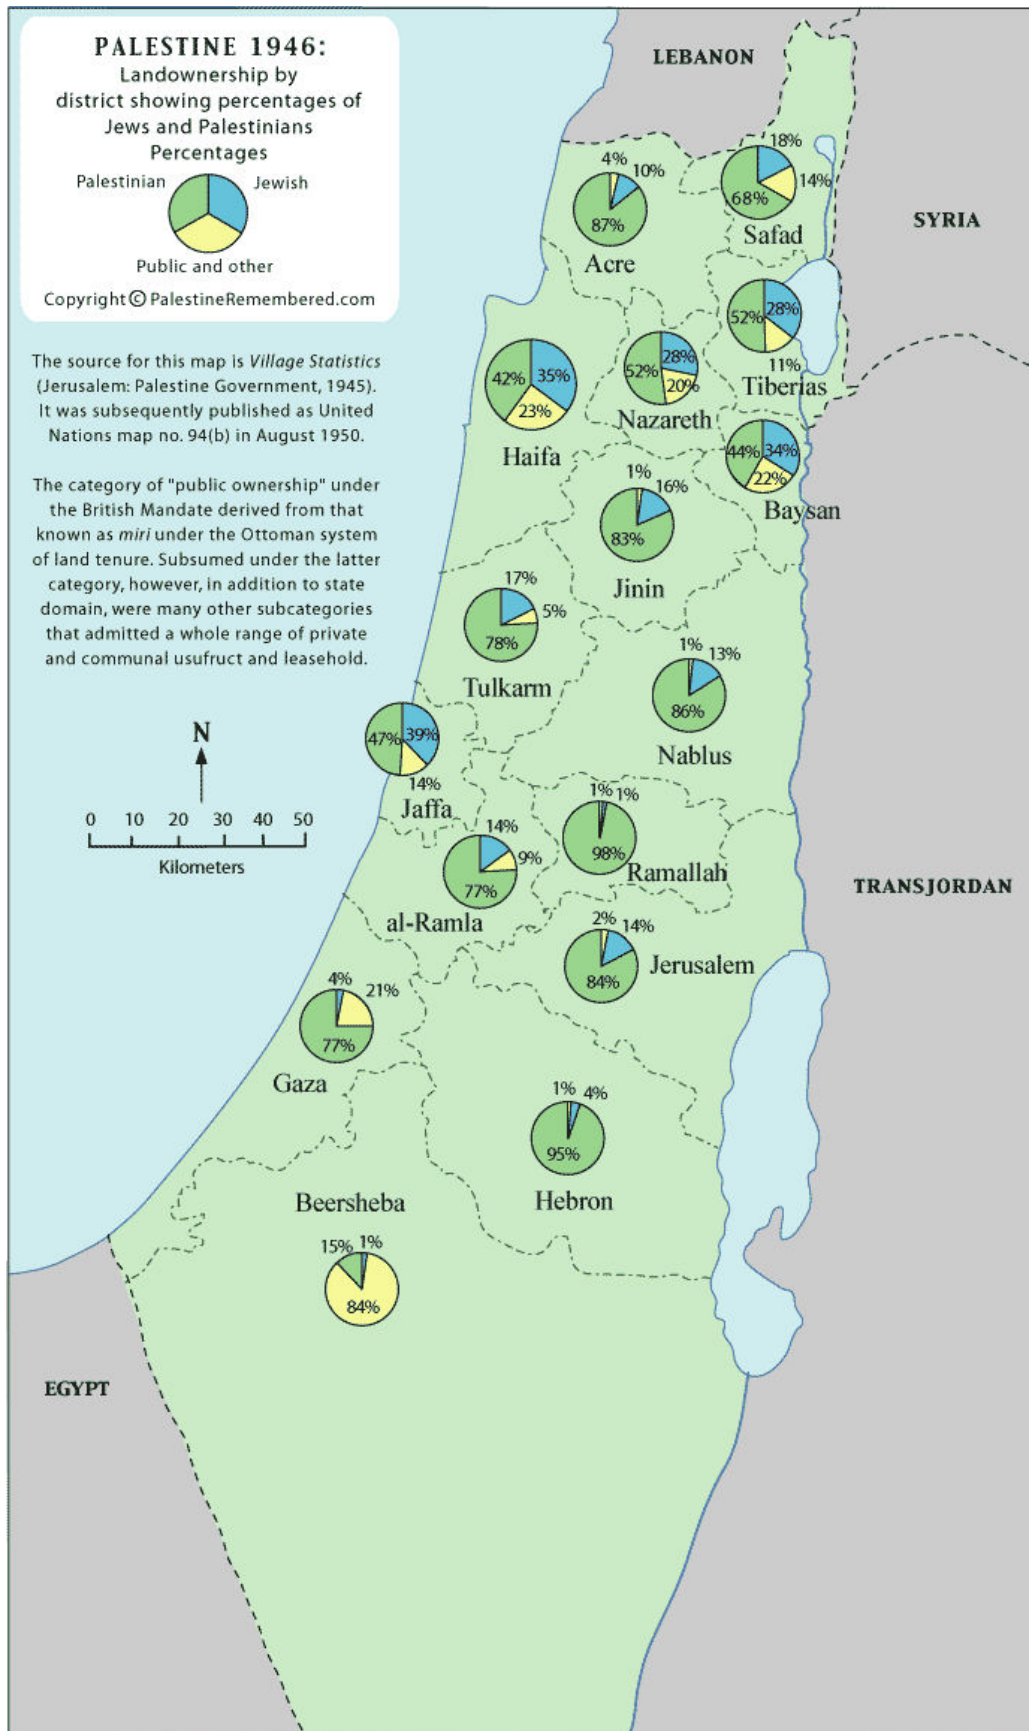 PALESTINE 1946:
Landownership by
district showing percentages of
Jews and Palestinians
Percentages
Palestinian
Jewish
Public and other
Copyright © PalestineRemembered.com
The source for this map is Village Statistics
(Jerusalem: Palestine Government, 1945).
It was subsequently published as United
Nations map no. 94(b) in August 1950.
The category of "public ownership" under
the British Mandate derived from that
known as miri under the Ottoman system
of land tenure. Subsumed under the latter
category, however, in addition to state
domain, were many other subcategories
that admitted a whole range of private
and communal usufruct and leasehold.
N
0 10 20 30 40 50
Kilometers
LEBANON
SYRIA
TRANSJORDAN
EGYPT
4%
10%
87%
Acre
18%
14%
68%
Safad
52%
28%
11%
Tiberias
52%
28%
20%
Nazareth
42%
35%
23%
Haifa
44%
34%
22%
Baysan
1%
16%
83%
Jinin
17%
5%
78%
Tulkarm
1%
13%
86%
Nablus
47%
39%
14%
Jaffa
1%
1%
98%
Ramallah
14%
9%
77%
al-Ramla
2%
14%
84%
Jerusalem
4%
21%
77%
Gaza
1%
4%
95%
Hebron
Beersheba
15%
1%
84%